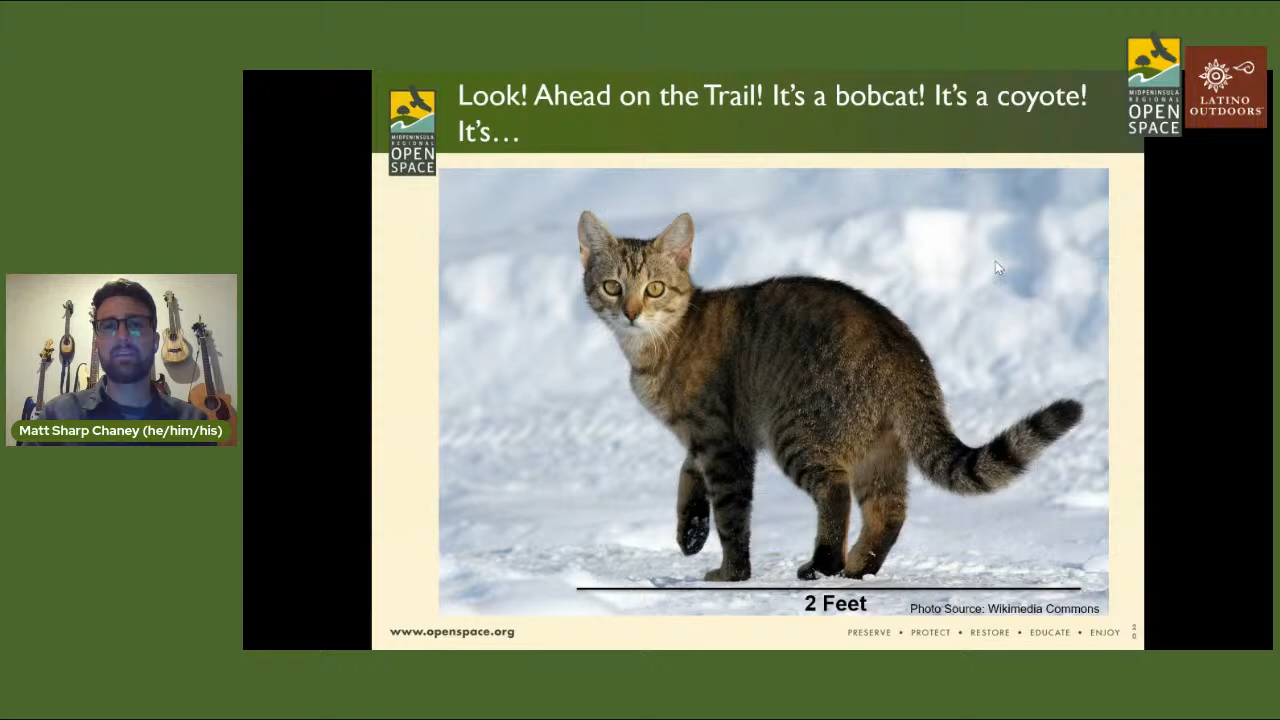 Look! Ahead on the Trail! It's a bobcat! It's a coyote!
It's...
MIDPENINSULA
REGIONAL
OPEN
SPACE
MIDPENINSULA
REGIONAL
OPEN
SPACE
LATINO
OUTDOORS
Matt Sharp Chaney (he/him/his)
2 Feet
Photo Source: Wikimedia Commons
www.openspace.org
PRESERVE • PROTECT • RESTORE • EDUCATE • ENJOY